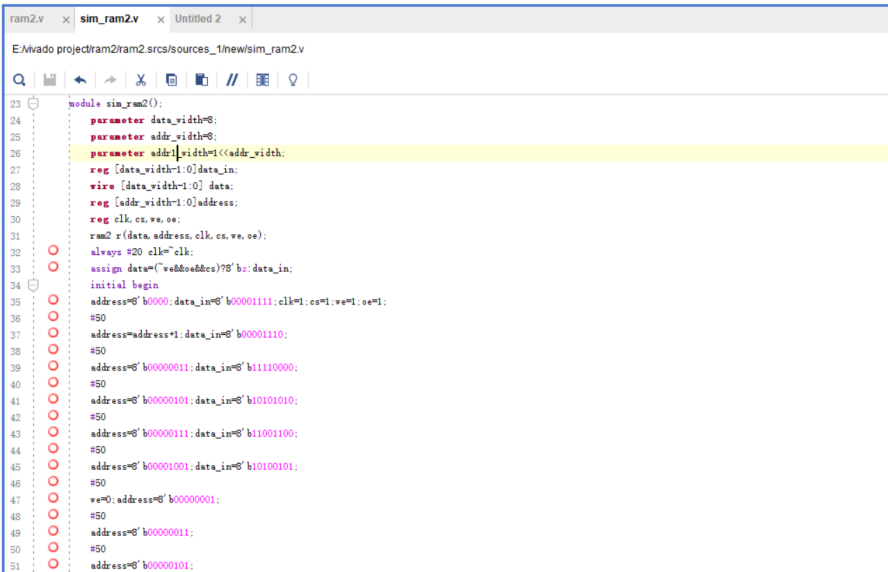 ram2.v × sim_ram2.v × Untitled 2 ×
E:/vivado project/ram2/ram2.srcs/sources_1/new/sim_ram2.v
23 module sim_ram2();
24 parameter data_width=8;
25 parameter addr_width=8;
26 parameter addr1_width=1<<addr_width;
27 reg [data_width-1:0]data_in;
28 wire [data_width-1:0] data;
29 reg [addr_width-1:0]address;
30 reg clk,cs,we,oe;
31 ram2 r(data,address,clk,cs,we,oe);
32 always #20 clk=~clk;
33 assign data=(~we&&oe&&cs)?8'bz:data_in;
34 initial begin
35 address=8'b0000;data_in=8'b00001111;clk=1;cs=1;we=1;oe=1;
36 #50
37 address=address+1;data_in=8'b00001110;
38 #50
39 address=8'b00000011;data_in=8'b11110000;
40 #50
41 address=8'b00000101;data_in=8'b10101010;
42 #50
43 address=8'b00000111;data_in=8'b11001100;
44 #50
45 address=8'b00001001;data_in=8'b10100101;
46 #50
47 we=0;address=8'b00000001;
48 #50
49 address=8'b00000011;
50 #50
51 address=8'b00000101;